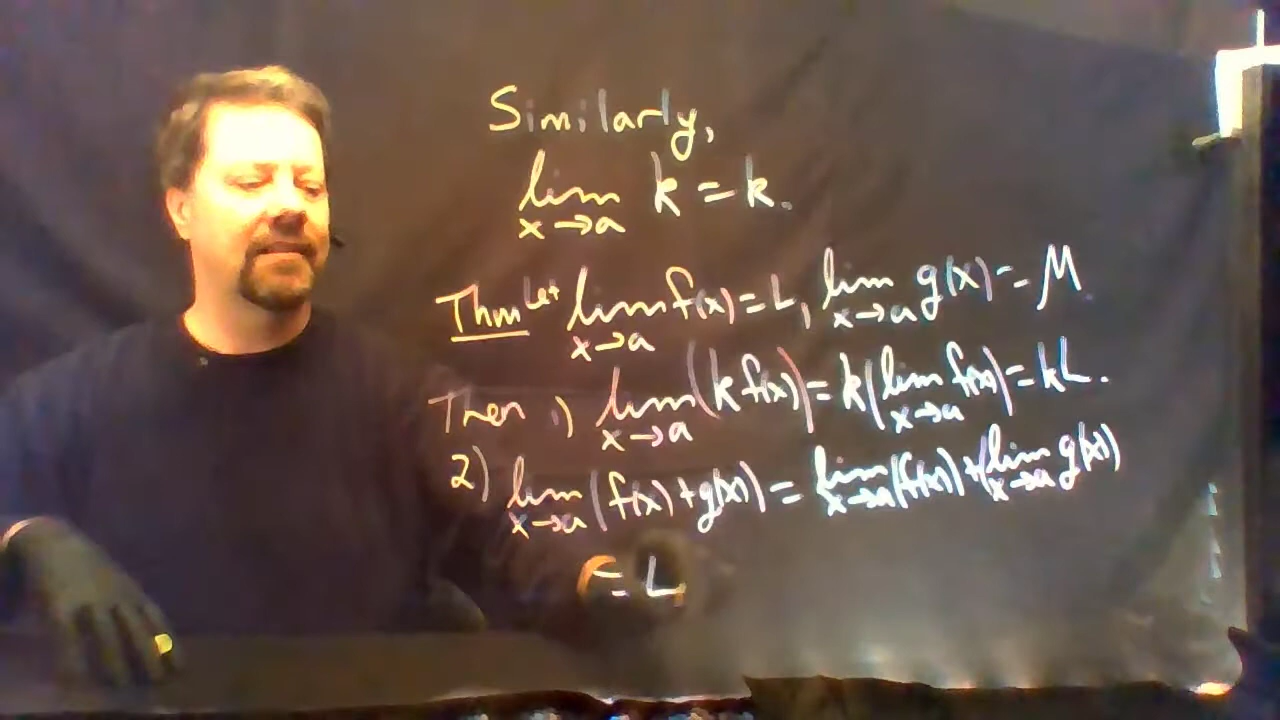 Similarly,
lim x→a k = k.
Thm Let lim x→a f(x) = L, lim x→a g(x) = M
Then 1) lim x→a (k f(x)) = k(lim x→a f(x)) = kL.
2) lim x→a (f(x) + g(x)) = lim x→a (f(x)) + (lim x→a g(x))
= L